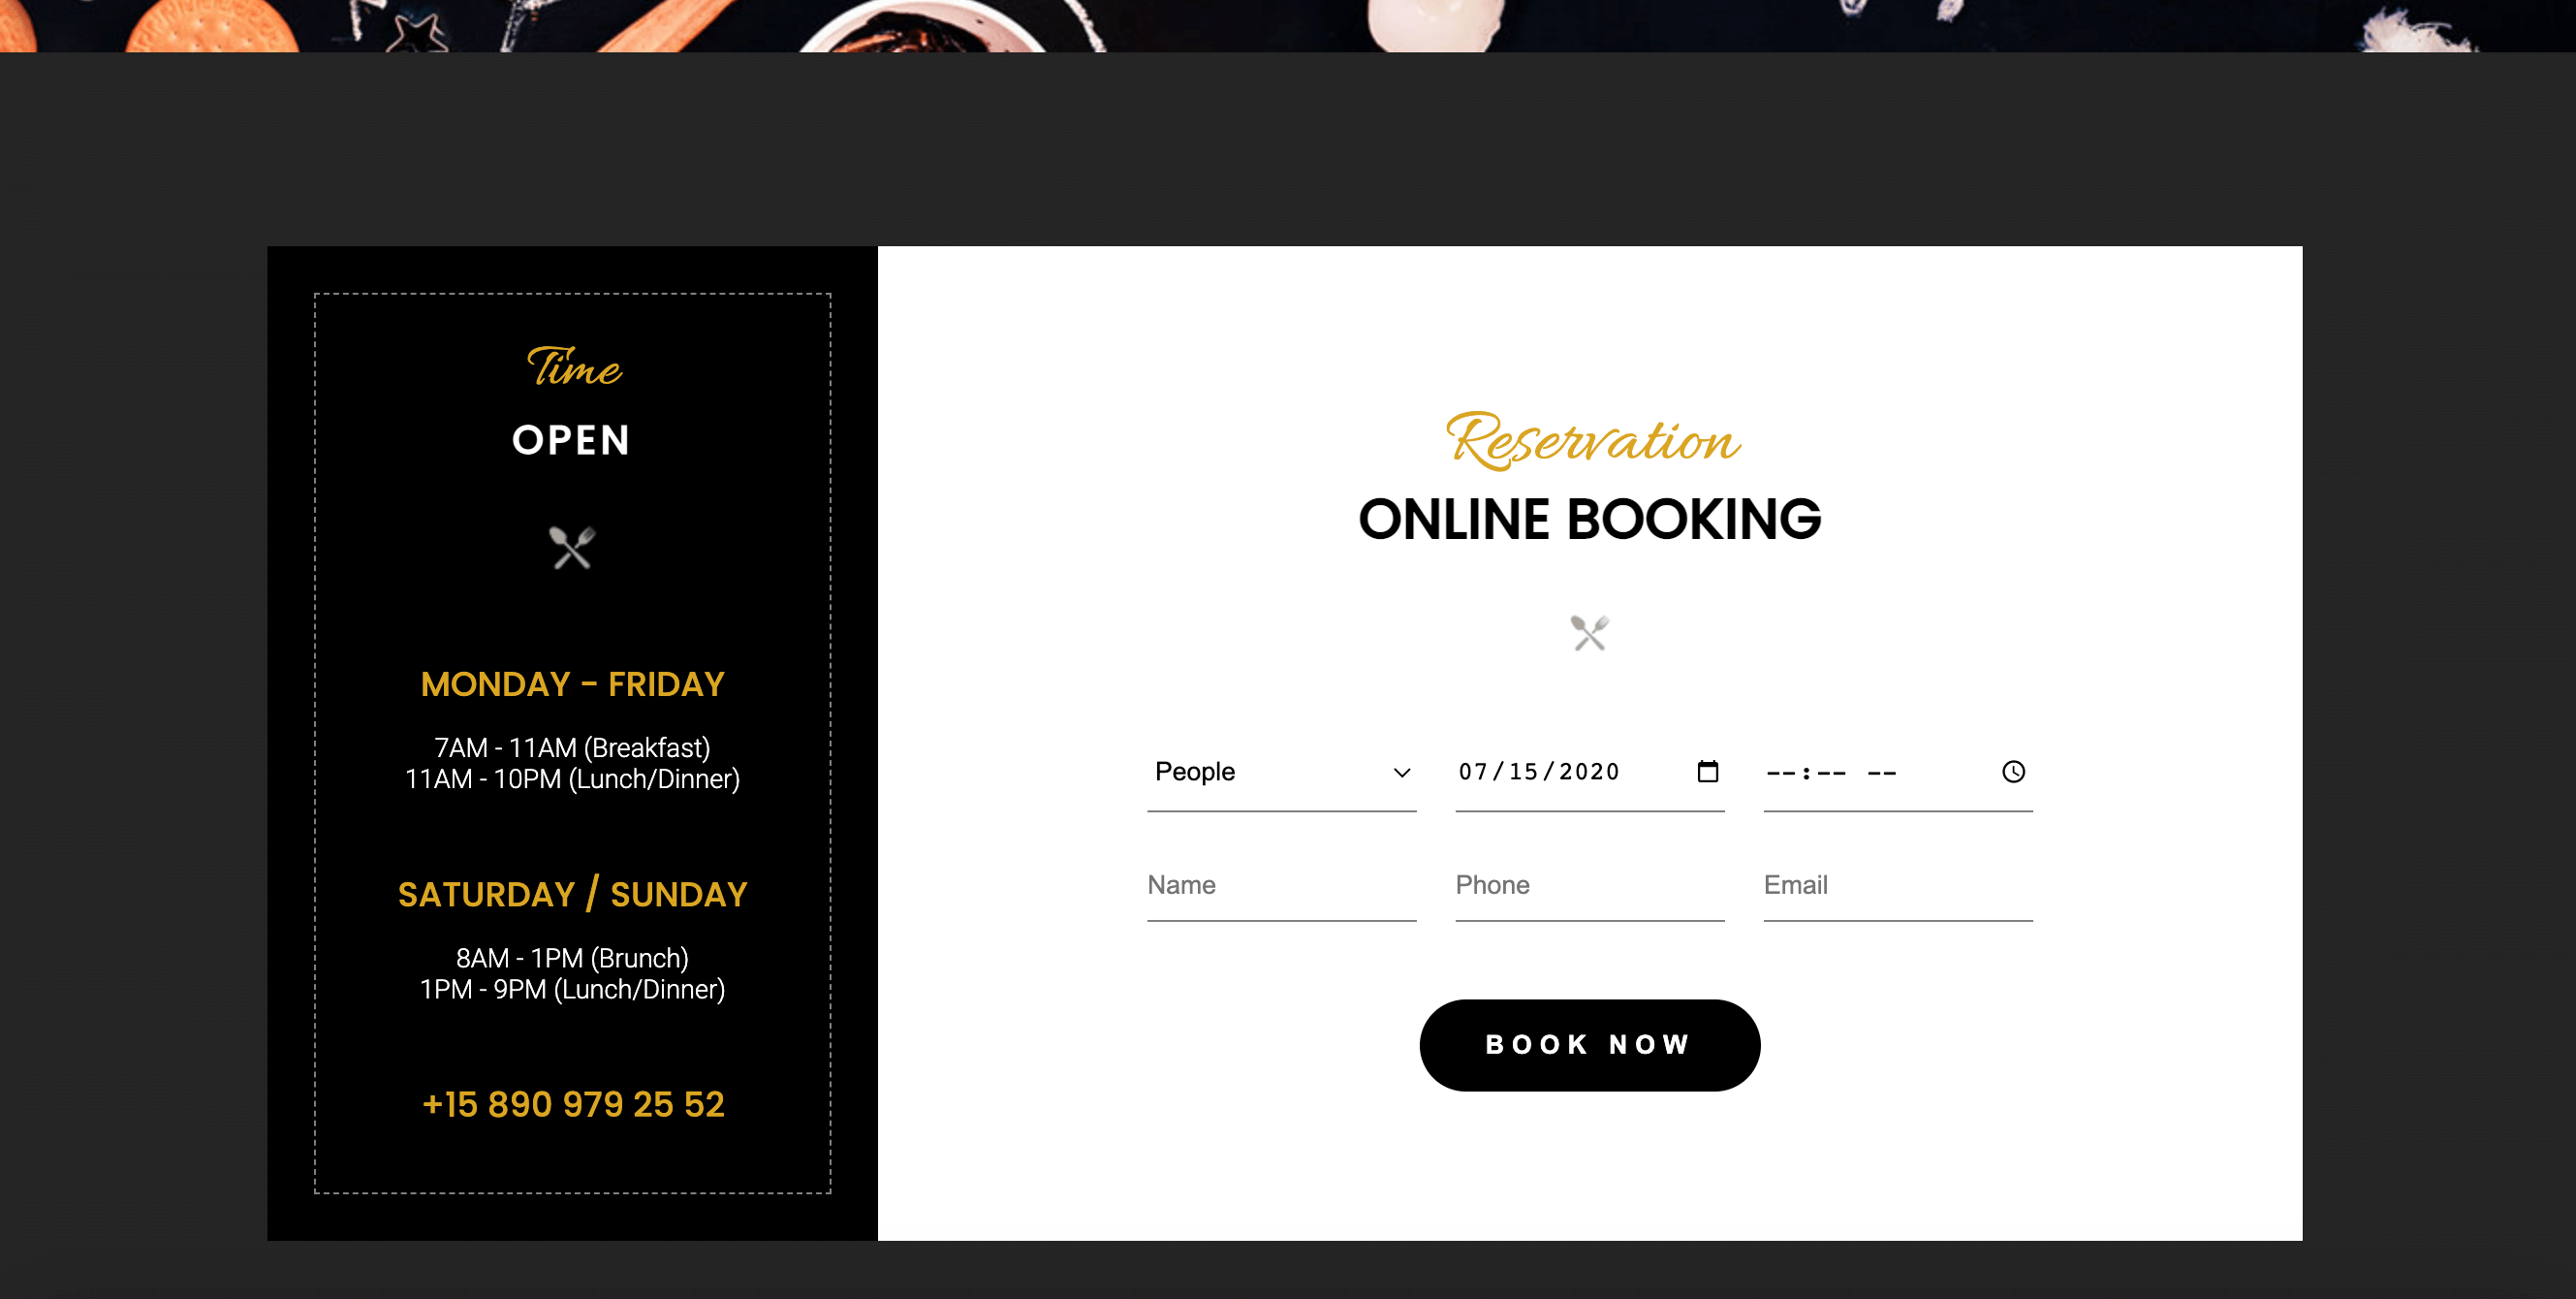 Time
OPEN
MONDAY - FRIDAY
7AM - 11AM (Breakfast)
11AM - 10PM (Lunch/Dinner)
SATURDAY / SUNDAY
8AM - 1PM (Brunch)
1PM - 9PM (Lunch/Dinner)
+15 890 979 25 52
Reservation
ONLINE BOOKING
People 07/15/2020 --:-- --
Name Phone Email
BOOK NOW